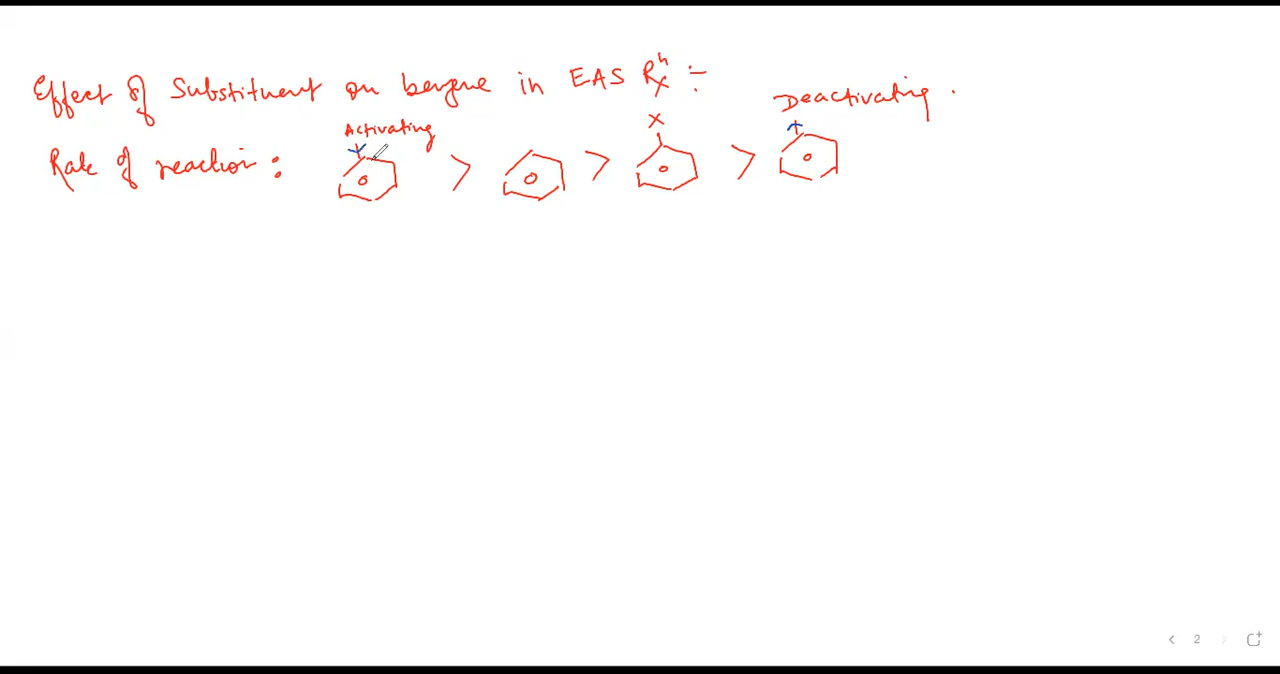 Effect of Substituent on benzene in EAS Rxⁿ :-
Deactivating.
Activating
X
Rate of reaction : > > >
2